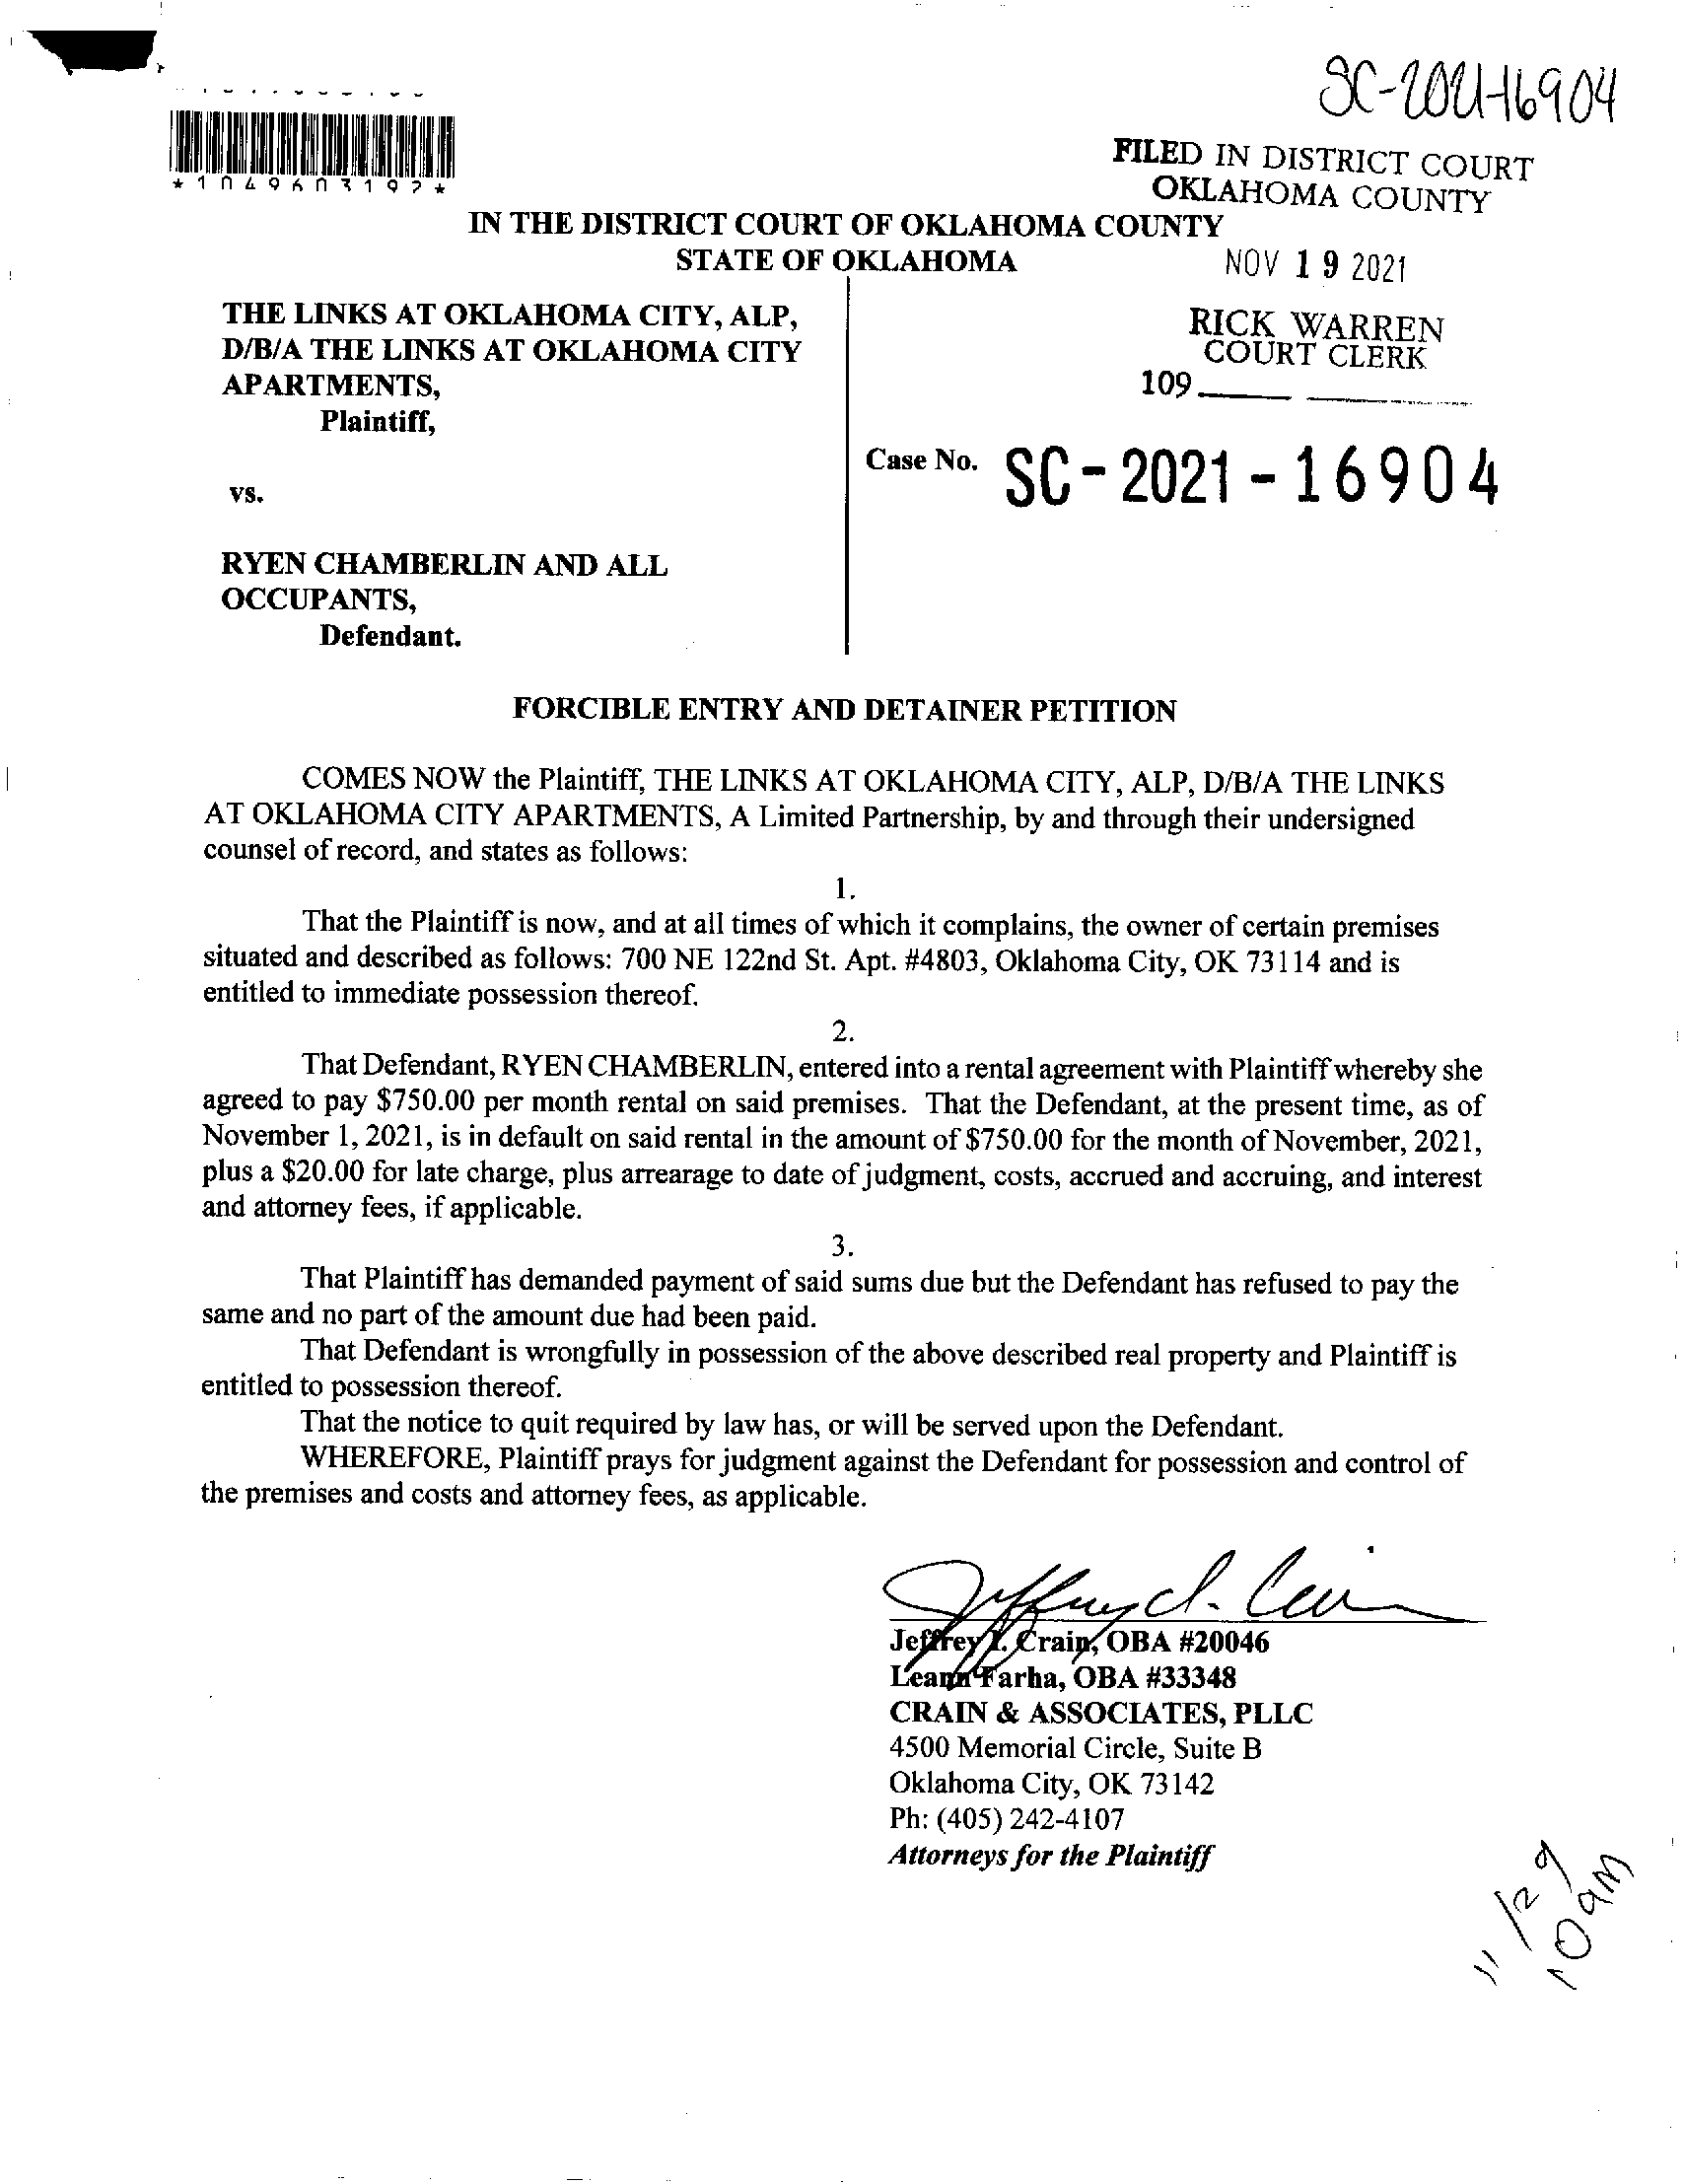 SC-2021-16904
*1049603192*
FILED IN DISTRICT COURT
OKLAHOMA COUNTY
IN THE DISTRICT COURT OF OKLAHOMA COUNTY
STATE OF OKLAHOMA
NOV 19 2021
RICK WARREN
COURT CLERK
109
THE LINKS AT OKLAHOMA CITY, ALP,
D/B/A THE LINKS AT OKLAHOMA CITY
APARTMENTS,
Plaintiff,
vs.
Case No. SC-2021-16904
RYEN CHAMBERLIN AND ALL
OCCUPANTS,
Defendant.
FORCIBLE ENTRY AND DETAINER PETITION
COMES NOW the Plaintiff, THE LINKS AT OKLAHOMA CITY, ALP, D/B/A THE LINKS
AT OKLAHOMA CITY APARTMENTS, A Limited Partnership, by and through their undersigned
counsel of record, and states as follows:
1.
That the Plaintiff is now, and at all times of which it complains, the owner of certain premises
situated and described as follows: 700 NE 122nd St. Apt. #4803, Oklahoma City, OK 73114 and is
entitled to immediate possession thereof.
2.
That Defendant, RYEN CHAMBERLIN, entered into a rental agreement with Plaintiff whereby she
agreed to pay $750.00 per month rental on said premises. That the Defendant, at the present time, as of
November 1, 2021, is in default on said rental in the amount of $750.00 for the month of November, 2021,
plus a $20.00 for late charge, plus arrearage to date of judgment, costs, accrued and accruing, and interest
and attorney fees, if applicable.
3.
That Plaintiff has demanded payment of said sums due but the Defendant has refused to pay the
same and no part of the amount due had been paid.
That Defendant is wrongfully in possession of the above described real property and Plaintiff is
entitled to possession thereof.
That the notice to quit required by law has, or will be served upon the Defendant.
WHEREFORE, Plaintiff prays for judgment against the Defendant for possession and control of
the premises and costs and attorney fees, as applicable.
Jeffrey I. Crain, OBA #20046
Leann Farha, OBA #33348
CRAIN & ASSOCIATES, PLLC
4500 Memorial Circle, Suite B
Oklahoma City, OK 73142
Ph: (405) 242-4107
Attorneys for the Plaintiff
11/29
10am